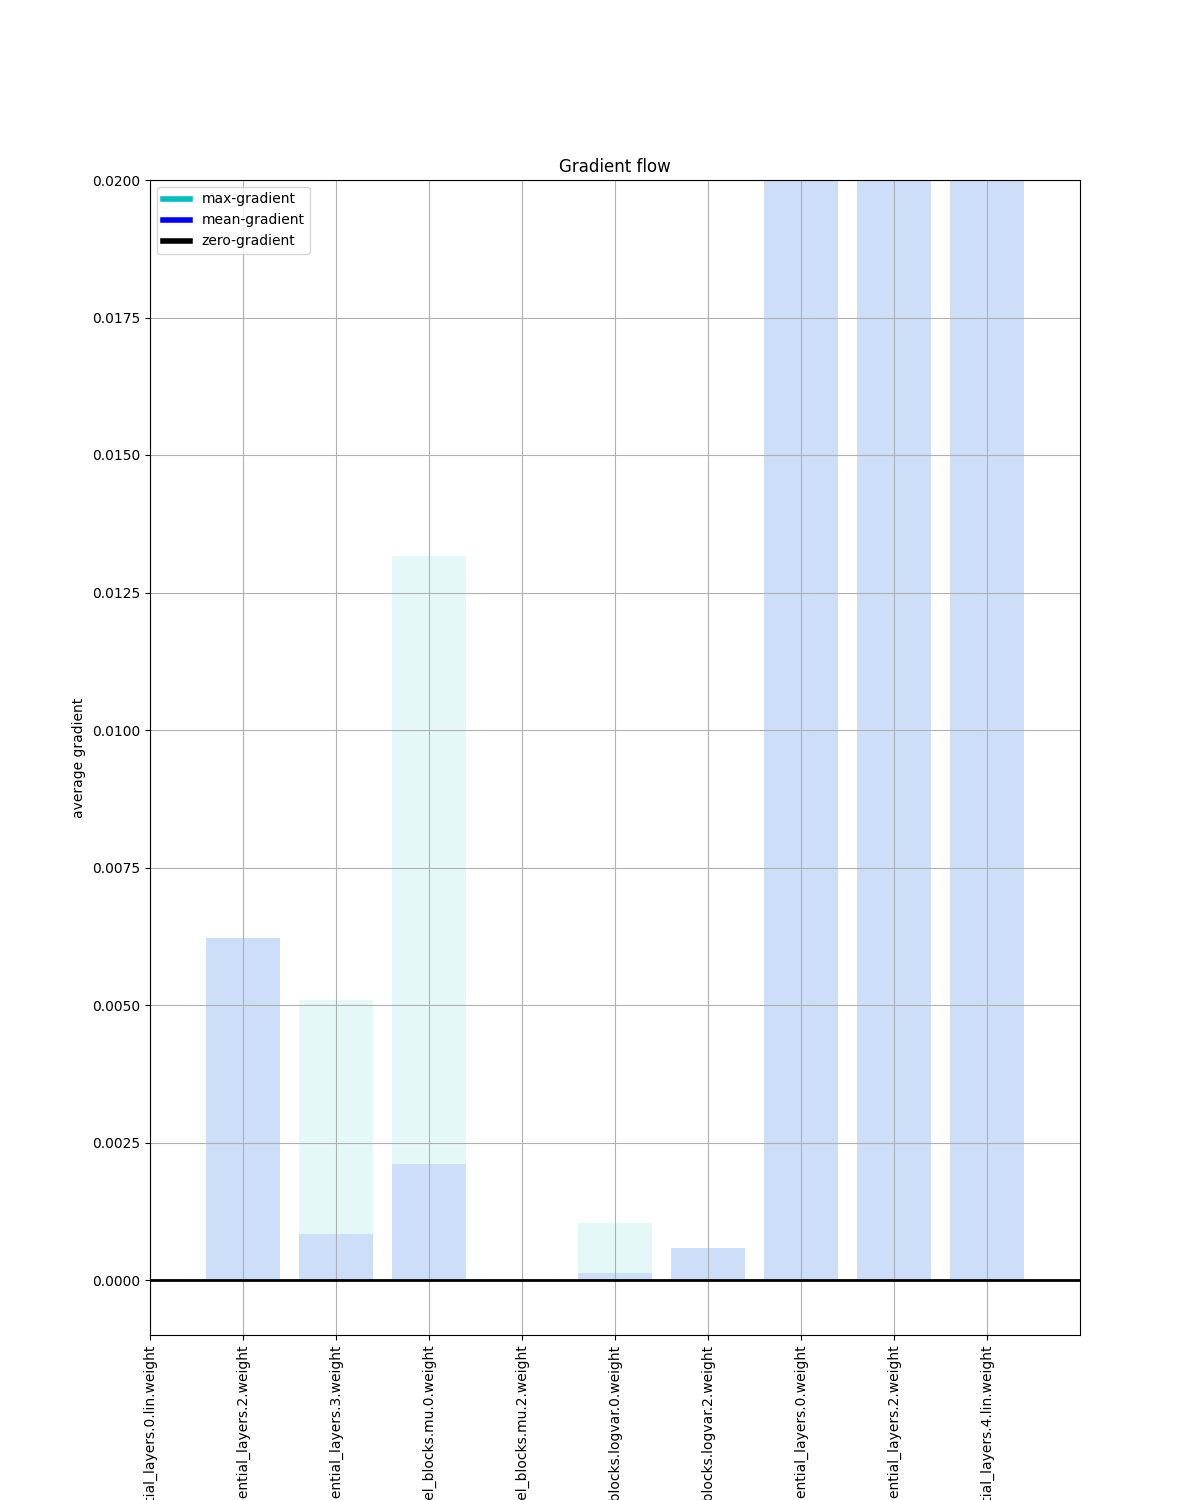 Gradient flow
max-gradient
mean-gradient
zero-gradient
0.0200
0.0175
0.0150
0.0125
0.0100
0.0075
0.0050
0.0025
0.0000
average gradient
tial_layers.0.lin.weight
ential_layers.2.weight
ential_layers.3.weight
el_blocks.mu.0.weight
el_blocks.mu.2.weight
blocks.logvar.0.weight
blocks.logvar.2.weight
ential_layers.0.weight
ential_layers.2.weight
tial_layers.4.lin.weight